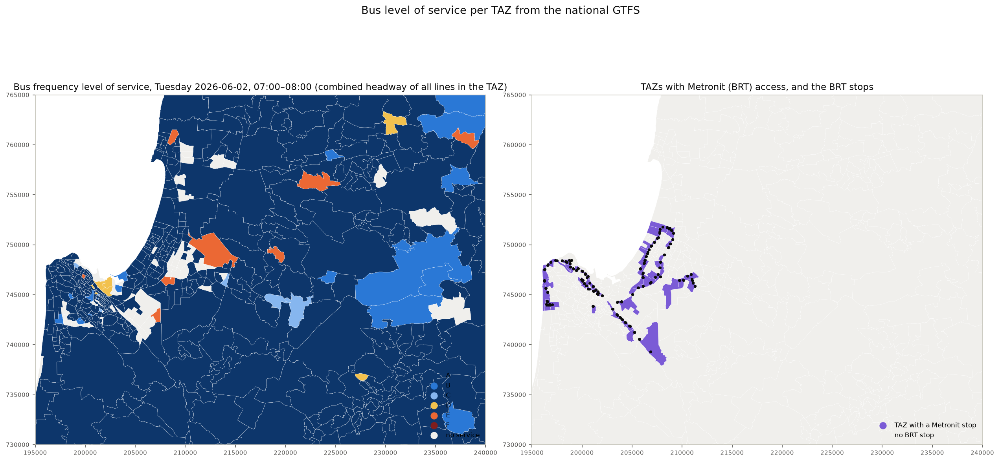 Bus level of service per TAZ from the national GTFS
Bus frequency level of service, Tuesday 2026-06-02, 07:00–08:00 (combined headway of all lines in the TAZ)
765000
760000
755000
750000
745000
740000
735000
730000
195000 200000 205000 210000 215000 220000 225000 230000 235000 240000
A
B
C
D
E
F
no service
TAZs with Metronit (BRT) access, and the BRT stops
765000
760000
755000
750000
745000
740000
735000
730000
195000 200000 205000 210000 215000 220000 225000 230000 235000 240000
TAZ with a Metronit stop
no BRT stop